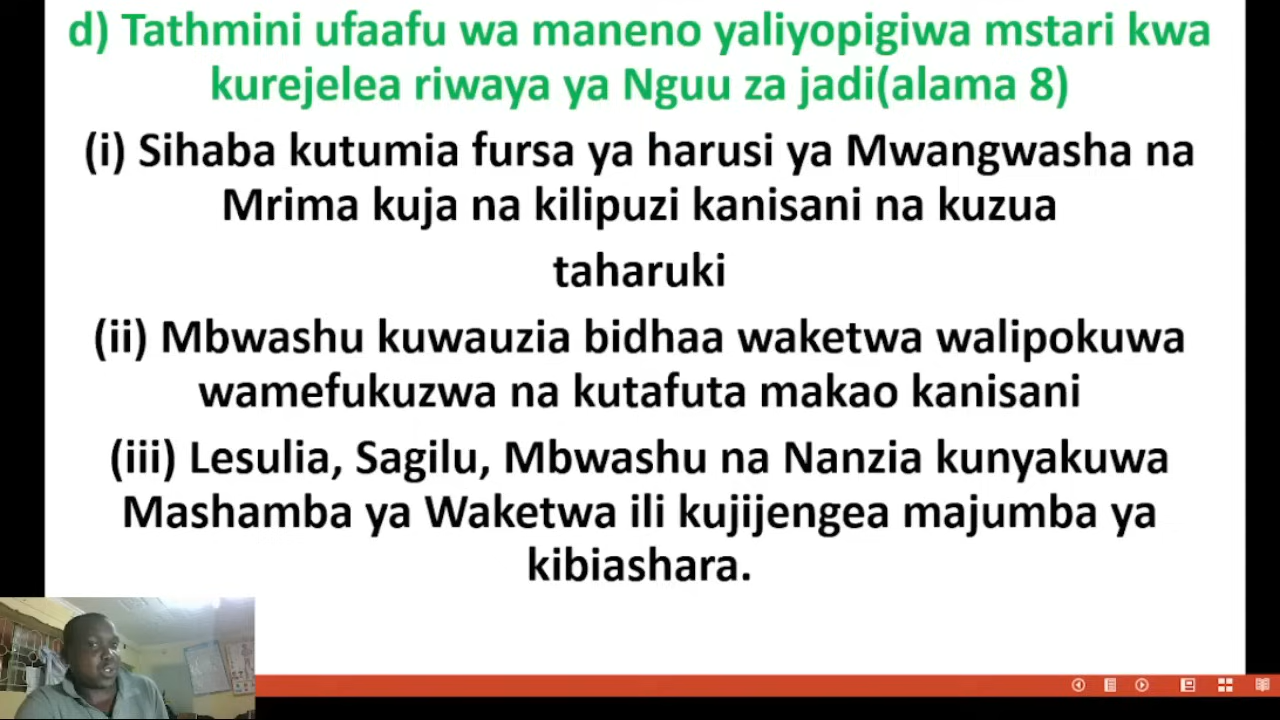 d) Tathmini ufaafu wa maneno yaliyopigiwa mstari kwa
kurejelea riwaya ya Nguu za jadi(alama 8)
(i) Sihaba kutumia fursa ya harusi ya Mwangwasha na
Mrima kuja na kilipuzi kanisani na kuzua
taharuki
(ii) Mbwashu kuwauzia bidhaa waketwa walipokuwa
wamefukuzwa na kutafuta makao kanisani
(iii) Lesulia, Sagilu, Mbwashu na Nanzia kunyakuwa
Mashamba ya Waketwa ili kujijengea majumba ya
kibiashara.